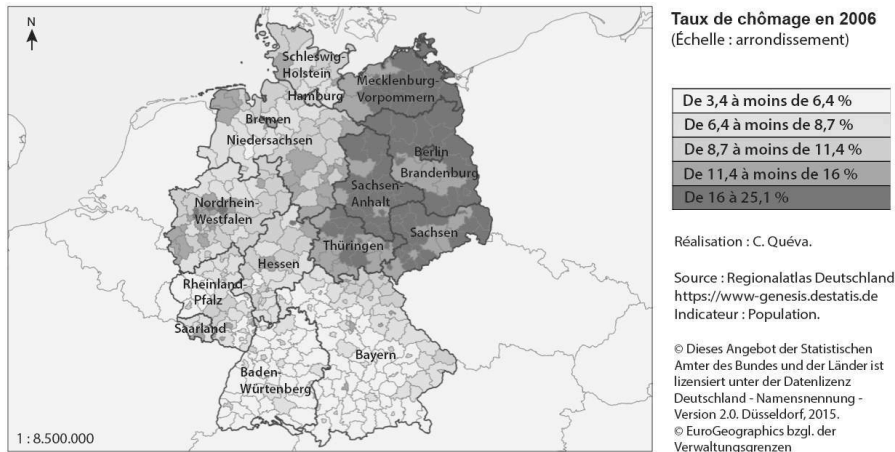 Taux de chômage en 2006
(Échelle : arrondissement)
De 3,4 à moins de 6,4 %
De 6,4 à moins de 8,7 %
De 8,7 à moins de 11,4 %
De 11,4 à moins de 16 %
De 16 à 25,1 %
Réalisation : C. Quéva.
Source : Regionalatlas Deutschland
https://www-genesis.destatis.de
Indicateur : Population.
© Dieses Angebot der Statistischen
Amter des Bundes und der Länder ist
lizensiert unter der Datenlizenz
Deutschland - Namensnennung -
Version 2.0. Düsseldorf, 2015.
© EuroGeographics bzgl. der
Verwaltungsgrenzen
N
Schleswig-
Holstein
Mecklenburg-
Vorpommern
Hamburg
Bremen
Niedersachsen
Berlin
Brandenburg
Sachsen-
Anhalt
Nordrhein-
Westfalen
Sachsen
Thüringen
Hessen
Rheinland-
Pfalz
Saarland
Bayern
Baden-
Würtenberg
1 : 8.500.000